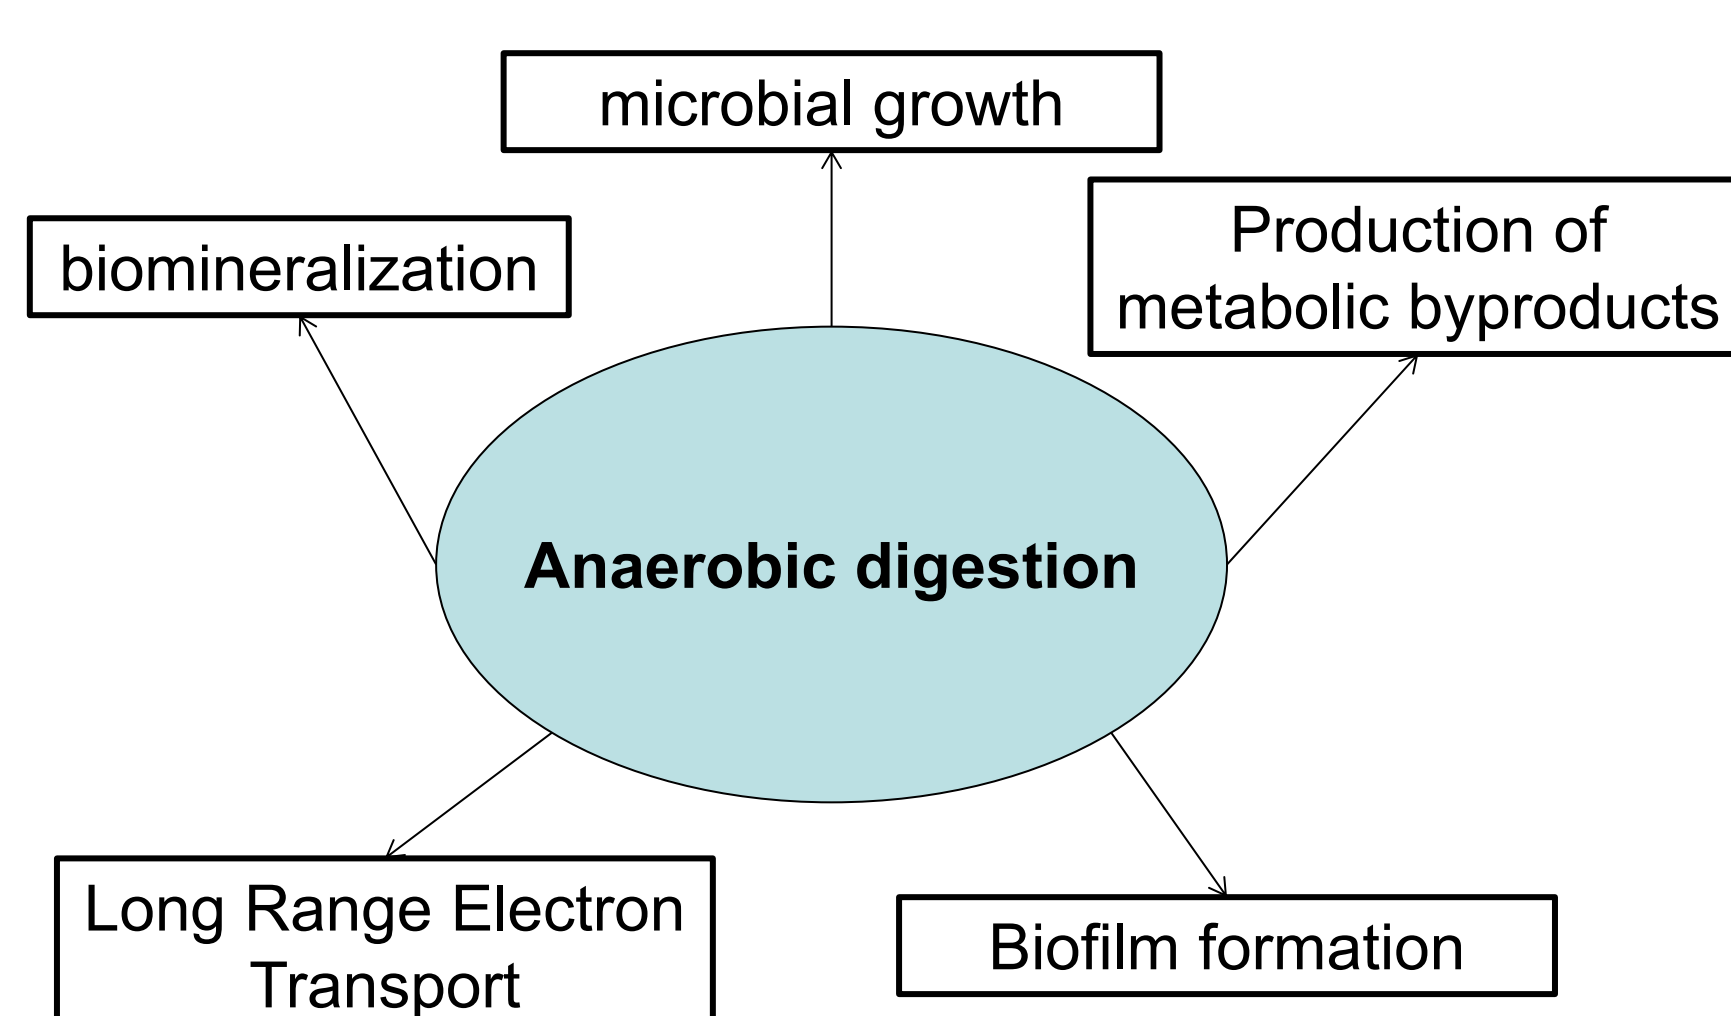 microbial growth
Production of
metabolic byproducts
biomineralization
Anaerobic digestion
Long Range Electron
Transport
Biofilm formation